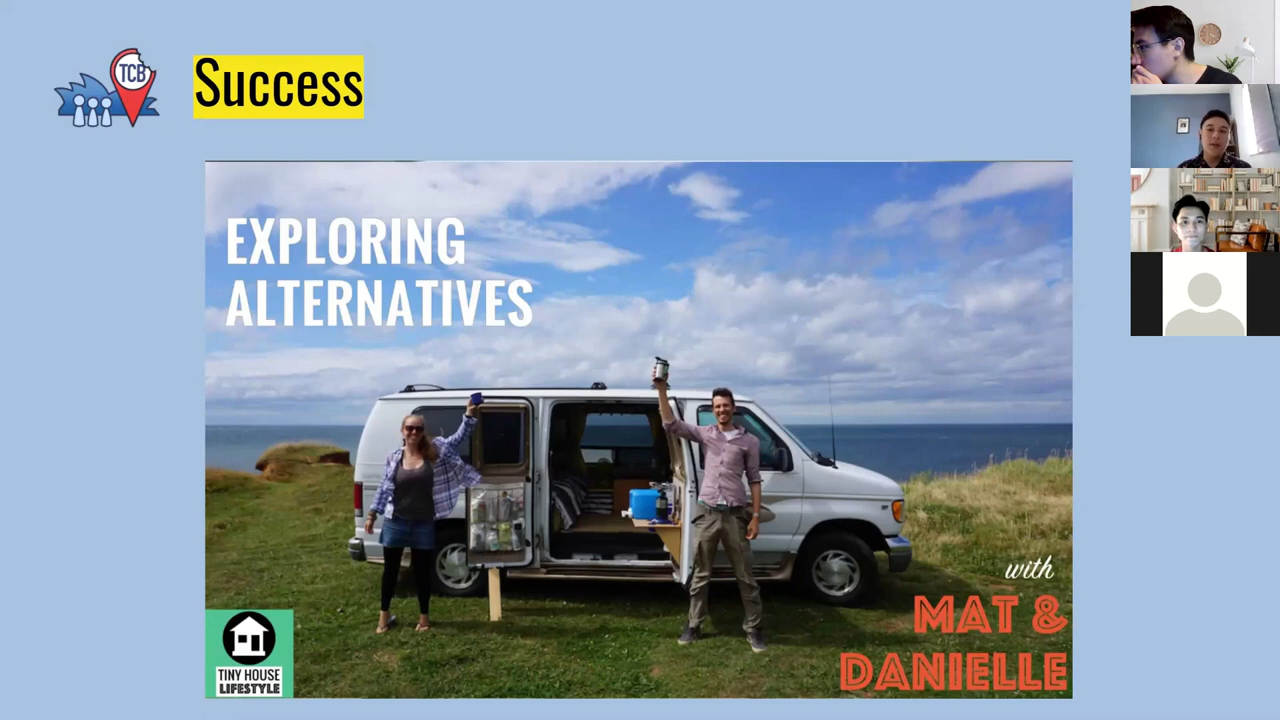 TCB
Success
EXPLORING
ALTERNATIVES
with
MAT &
DANIELLE
TINY HOUSE
LIFESTYLE